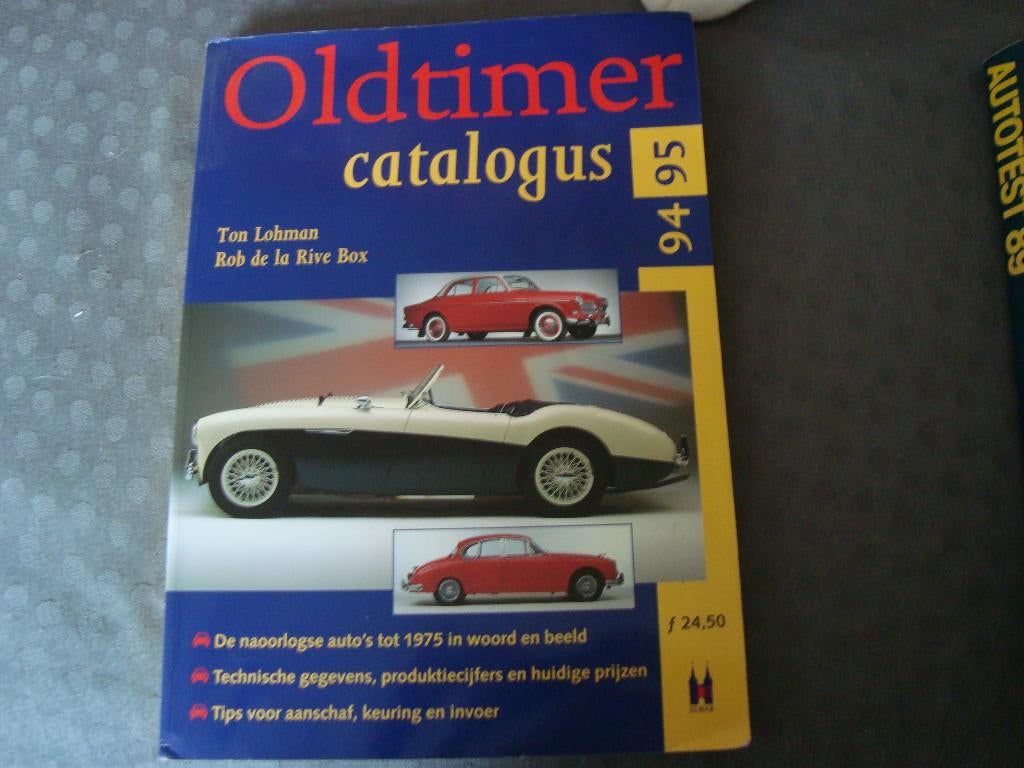 Oldtimer
catalogus
94 95
Ton Lohman
Rob de la Rive Box
De naoorlogse auto's tot 1975 in woord en beeld
Technische gegevens, produktiecijfers en huidige prijzen
Tips voor aanschaf, keuring en invoer
ƒ 24,50
ELMAR
AUTOTEST 89